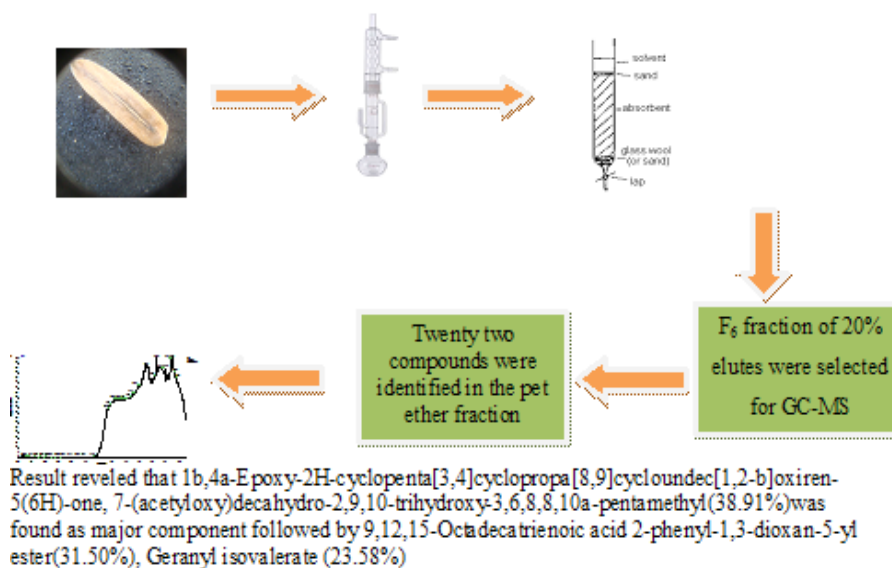 solvent
sand
absorbent
glass wool
(or sand)
tap
F₆ fraction of 20%
elutes were selected
for GC-MS
Twenty two
compounds were
identified in the pet
ether fraction
Result reveled that 1b,4a-Epoxy-2H-cyclopenta[3,4]cyclopropa[8,9]cycloundec[1,2-b]oxiren-
5(6H)-one, 7-(acetyloxy)decahydro-2,9,10-trihydroxy-3,6,8,8,10a-pentamethyl(38.91%)was
found as major component followed by 9,12,15-Octadecatrienoic acid 2-phenyl-1,3-dioxan-5-yl
ester(31.50%), Geranyl isovalerate (23.58%)